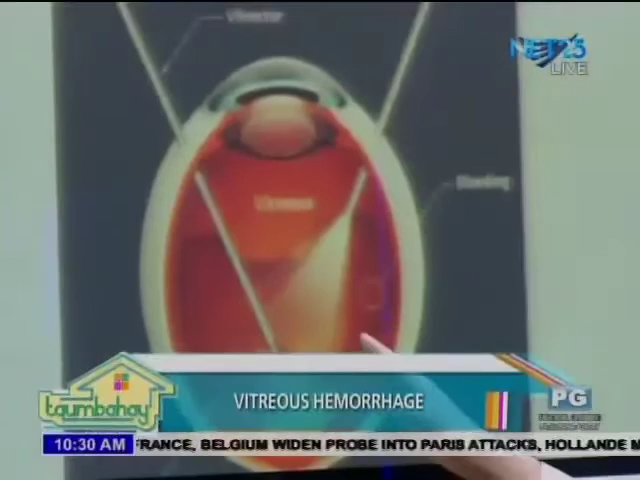 Vitrector
NET25
LIVE
Bleeding
Vitreous
VITREOUS HEMORRHAGE
taumbahay
PG
10:30 AM
FRANCE, BELGIUM WIDEN PROBE INTO PARIS ATTACKS, HOLLANDE M